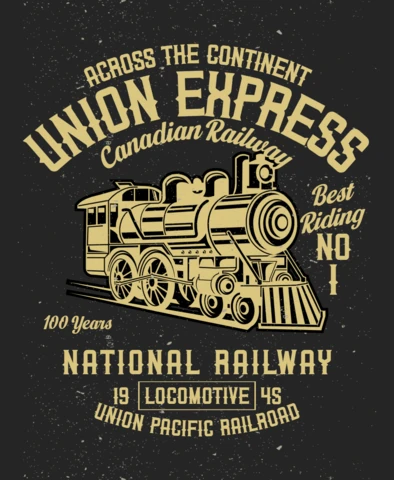 ACROSS THE CONTINENT
UNION EXPRESS
Canadian Railway
Best
Riding
NO
1
100 Years
NATIONAL RAILWAY
19 LOCOMOTIVE 45
UNION PACIFIC RAILROAD